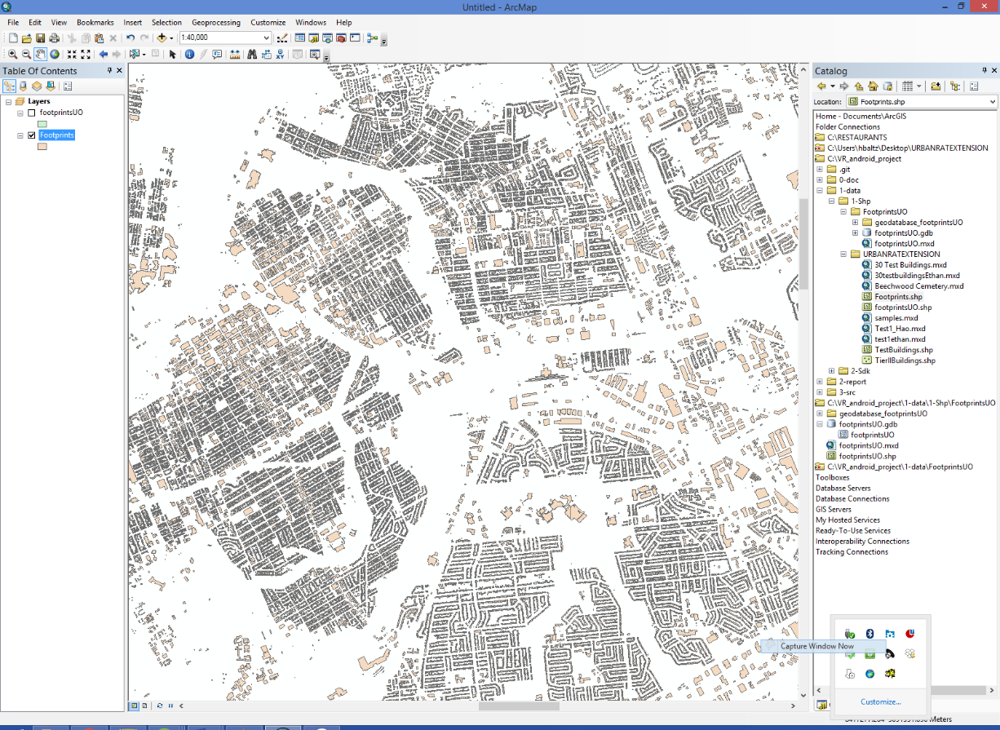 Untitled - ArcMap
File Edit View Bookmarks Insert Selection Geoprocessing Customize Windows Help
1:40,000
Table Of Contents
Layers
footprintsUO
Footprints
Catalog
Location: Footprints.shp
Home - Documents\ArcGIS
Folder Connections
C:\RESTAURANTS
C:\Users\hbaltz\Desktop\URBANRATEXTENSION
C:\VR_android_project
.git
0-doc
1-data
1-Shp
FootprintsUO
geodatabase_footprintsUO
footprintsUO.gdb
footprintsUO.mxd
URBANRATEXTENSION
30 Test Buildings.mxd
30testbuildingsEthan.mxd
Beechwood Cemetery.mxd
Footprints.shp
footprintsUO.shp
samples.mxd
Test1_Hao.mxd
test1ethan.mxd
TestBuildings.shp
TierIIBuildings.shp
2-Sdk
2-report
3-src
C:\VR_android_project\1-data\1-Shp\FootprintsUO
geodatabase_footprintsUO
footprintsUO.gdb
footprintsUO
footprintsUO.mxd
footprintsUO.shp
C:\VR_android_project\1-data\FootprintsUO
Toolboxes
Database Servers
Database Connections
GIS Servers
My Hosted Services
Ready-To-Use Services
Interoperability Connections
Tracking Connections
Capture Window Now
Customize...
Meters